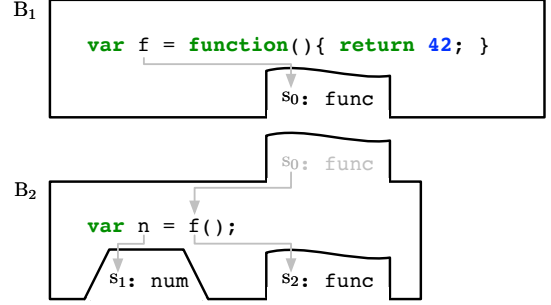 B₁
var f = function(){ return 42; }
s₀: func
s₀: func
B₂
var n = f();
s₁: num s₂: func